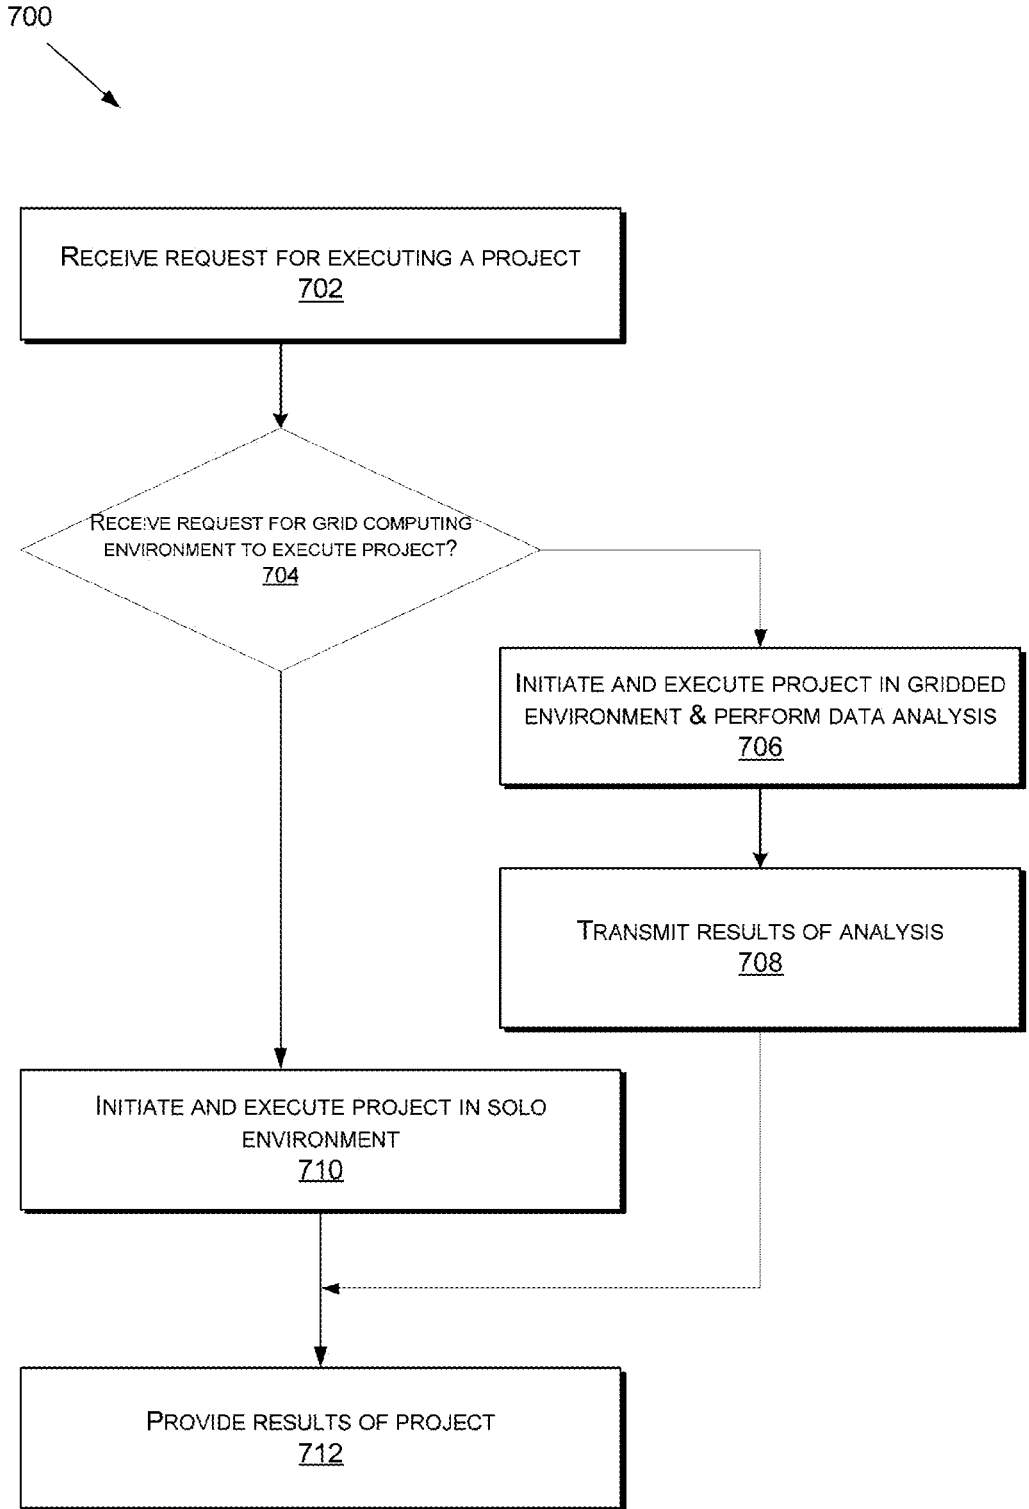 700
RECEIVE REQUEST FOR EXECUTING A PROJECT
702
RECEIVE REQUEST FOR GRID COMPUTING
ENVIRONMENT TO EXECUTE PROJECT?
704
INITIATE AND EXECUTE PROJECT IN GRIDDED
ENVIRONMENT & PERFORM DATA ANALYSIS
706
TRANSMIT RESULTS OF ANALYSIS
708
INITIATE AND EXECUTE PROJECT IN SOLO
ENVIRONMENT
710
PROVIDE RESULTS OF PROJECT
712